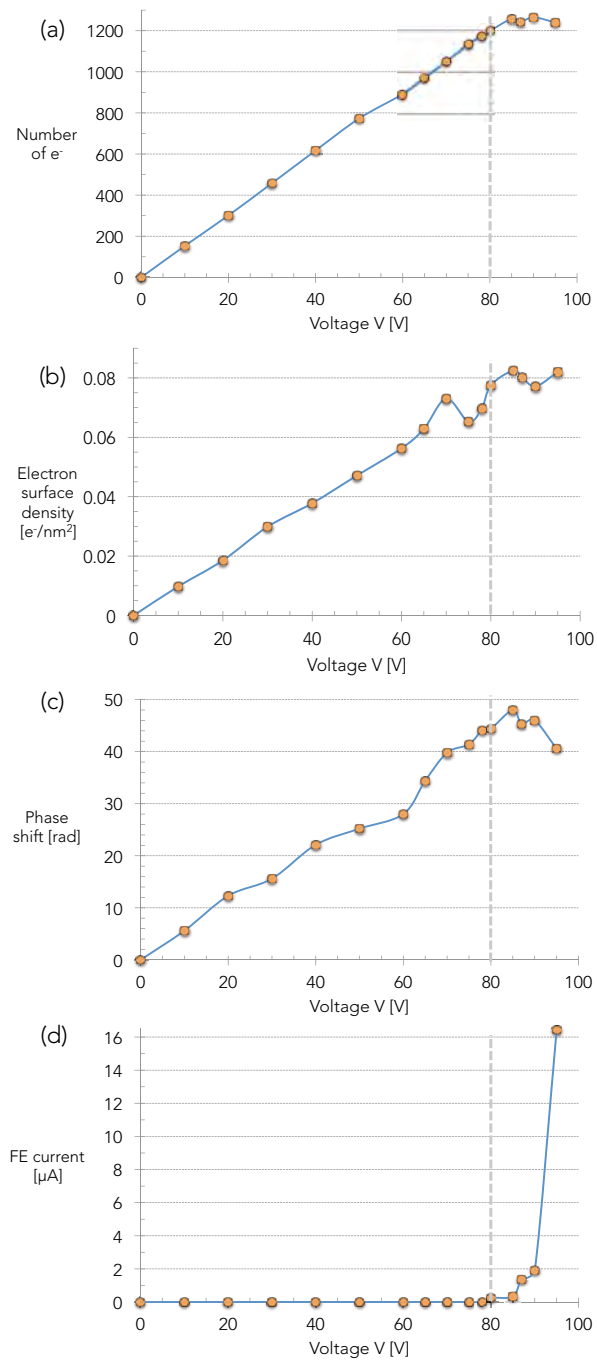 (a)
1200
1000
800
600
400
200
0
Number
of e-
0 20 40 60 80 100
Voltage V [V]
(b)
0.08
0.06
0.04
0.02
0
Electron
surface
density
[e-/nm²]
0 20 40 60 80 100
Voltage V [V]
(c)
50
40
30
20
10
0
Phase
shift [rad]
0 20 40 60 80 100
Voltage V [V]
(d)
16
14
12
10
8
6
4
2
0
FE current
[µA]
0 20 40 60 80 100
Voltage V [V]